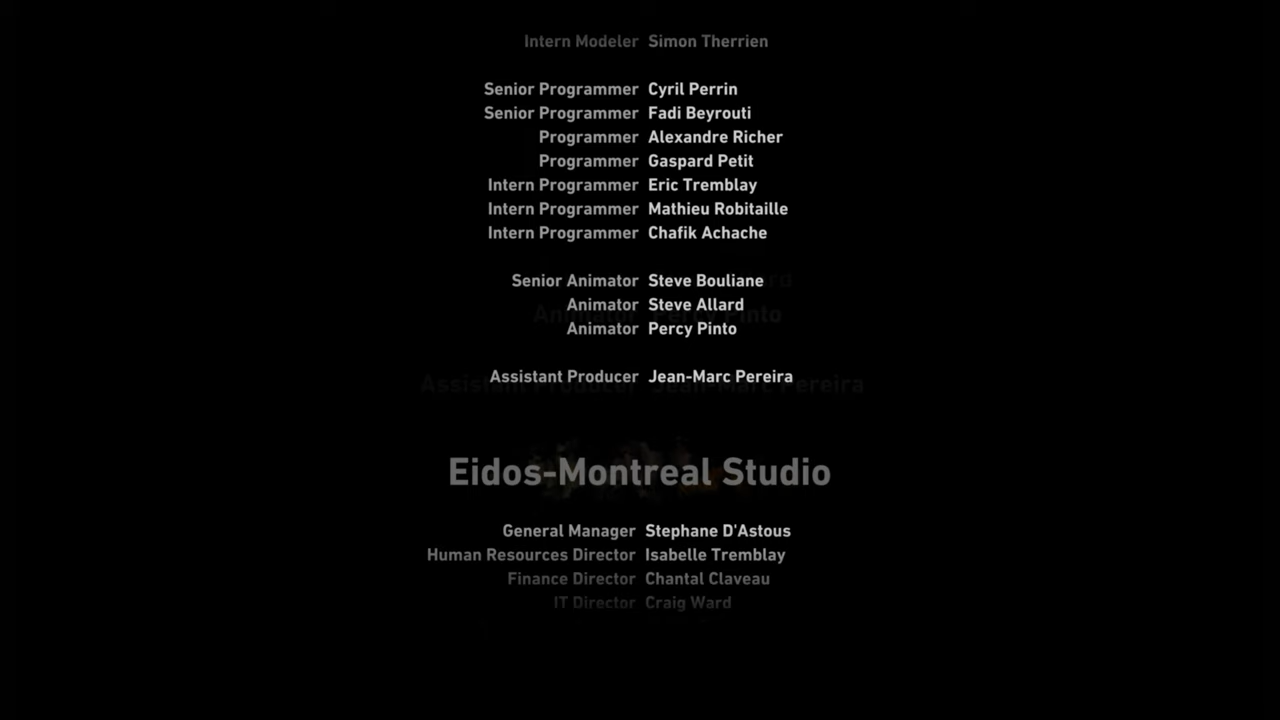 Intern Modeler Simon Therrien
Senior Programmer Cyril Perrin
Senior Programmer Fadi Beyrouti
Programmer Alexandre Richer
Programmer Gaspard Petit
Intern Programmer Eric Tremblay
Intern Programmer Mathieu Robitaille
Intern Programmer Chafik Achache
Senior Animator Steve Bouliane
Animator Steve Allard
Animator Percy Pinto
Assistant Producer Jean-Marc Pereira
Eidos-Montreal Studio
General Manager Stephane D'Astous
Human Resources Director Isabelle Tremblay
Finance Director Chantal Claveau
IT Director Craig Ward